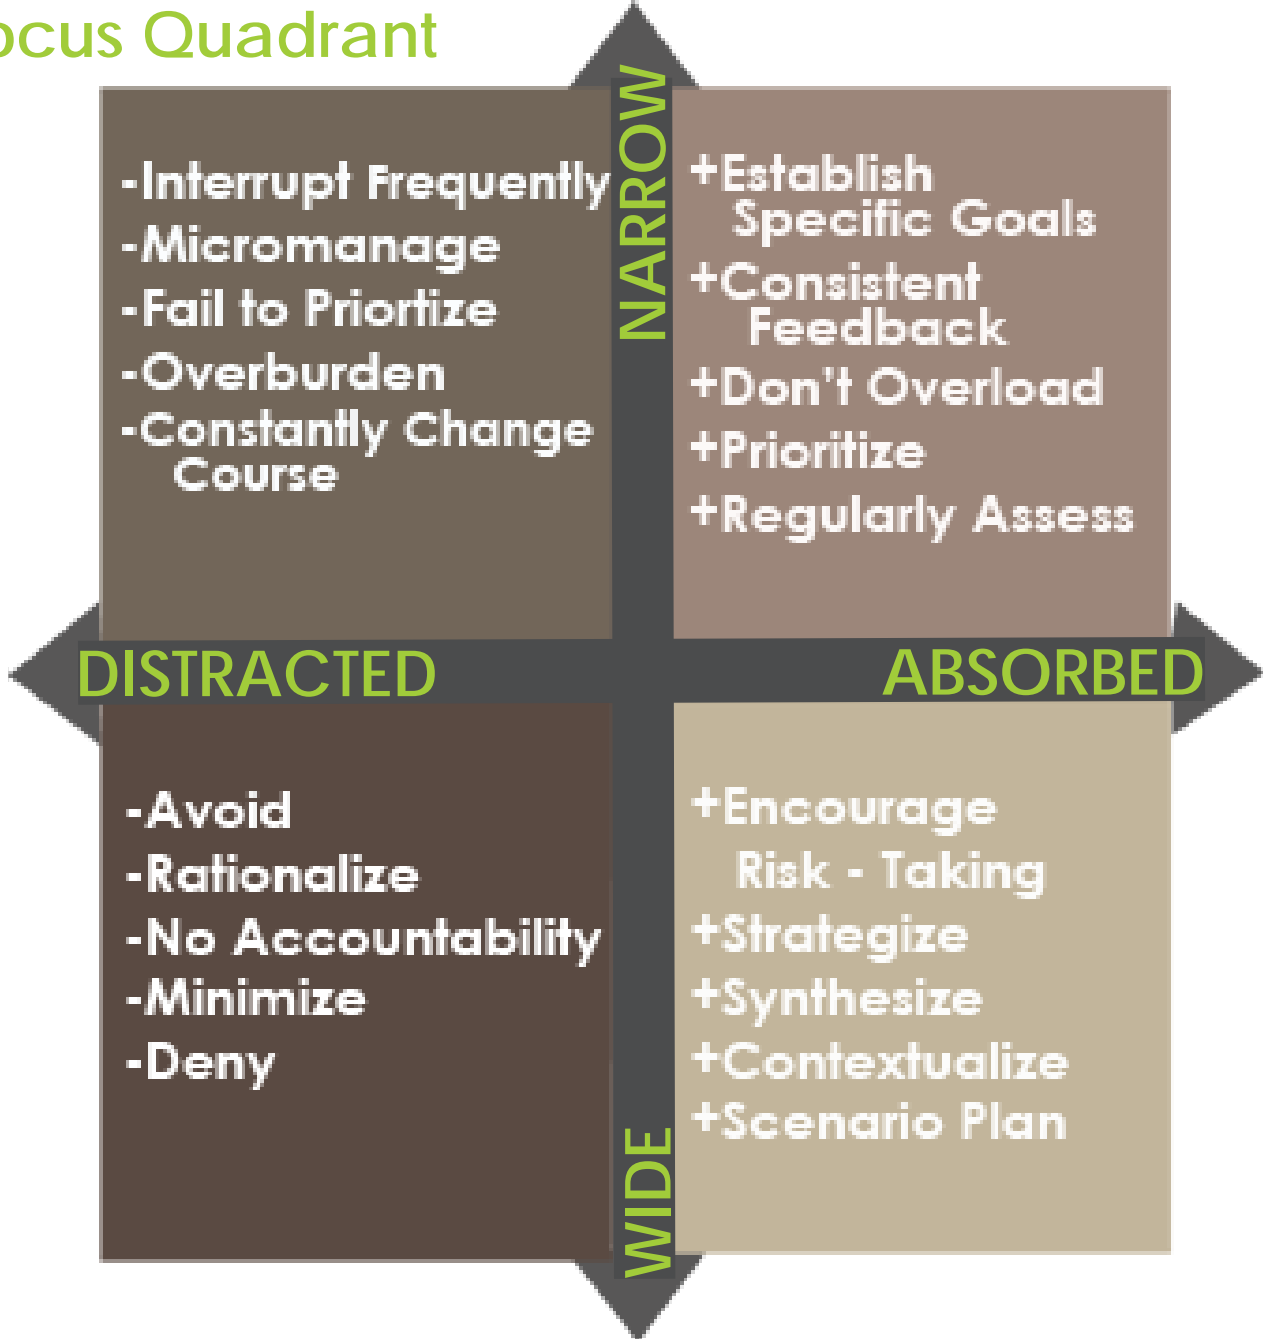 ocus Quadrant
NARROW
-Interrupt Frequently
-Micromanage
-Fail to Priortize
-Overburden
-Constantly Change
Course
+Establish
Specific Goals
+Consistent
Feedback
+Don't Overload
+Prioritize
+Regularly Assess
DISTRACTED
ABSORBED
-Avoid
-Rationalize
-No Accountability
-Minimize
-Deny
+Encourage
Risk - Taking
+Strategize
+Synthesize
+Contextualize
+Scenario Plan
WIDE